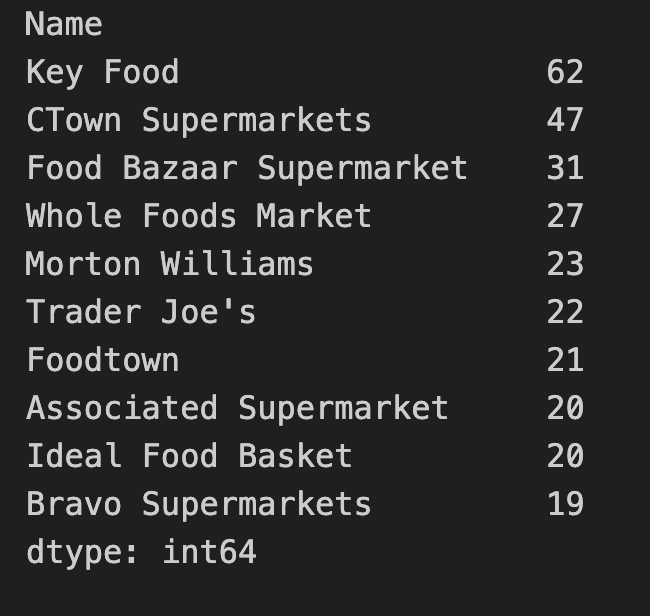 Name
Key Food                   62
CTown Supermarkets         47
Food Bazaar Supermarket    31
Whole Foods Market         27
Morton Williams            23
Trader Joe's               22
Foodtown                   21
Associated Supermarket     20
Ideal Food Basket          20
Bravo Supermarkets         19
dtype: int64